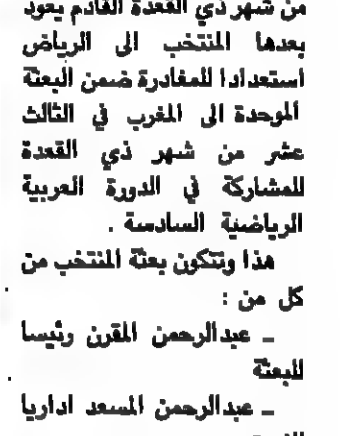 من شهر ذي القعدة القادم يعود
بعدها المنتخب الى الرياض
استعدادا للمغادرة ضمن البعثة
الموحدة الى المغرب في الثالث
عشر من شهر ذي القعدة
للمشاركة في الدورة العربية
الرياضية السادسة .
هذا وتتكون بعثة المنتخب من
كل من :
ـ عبدالرحمن المقرن رئيسا
للبعثة
ـ عبدالرحمن المسعد اداريا